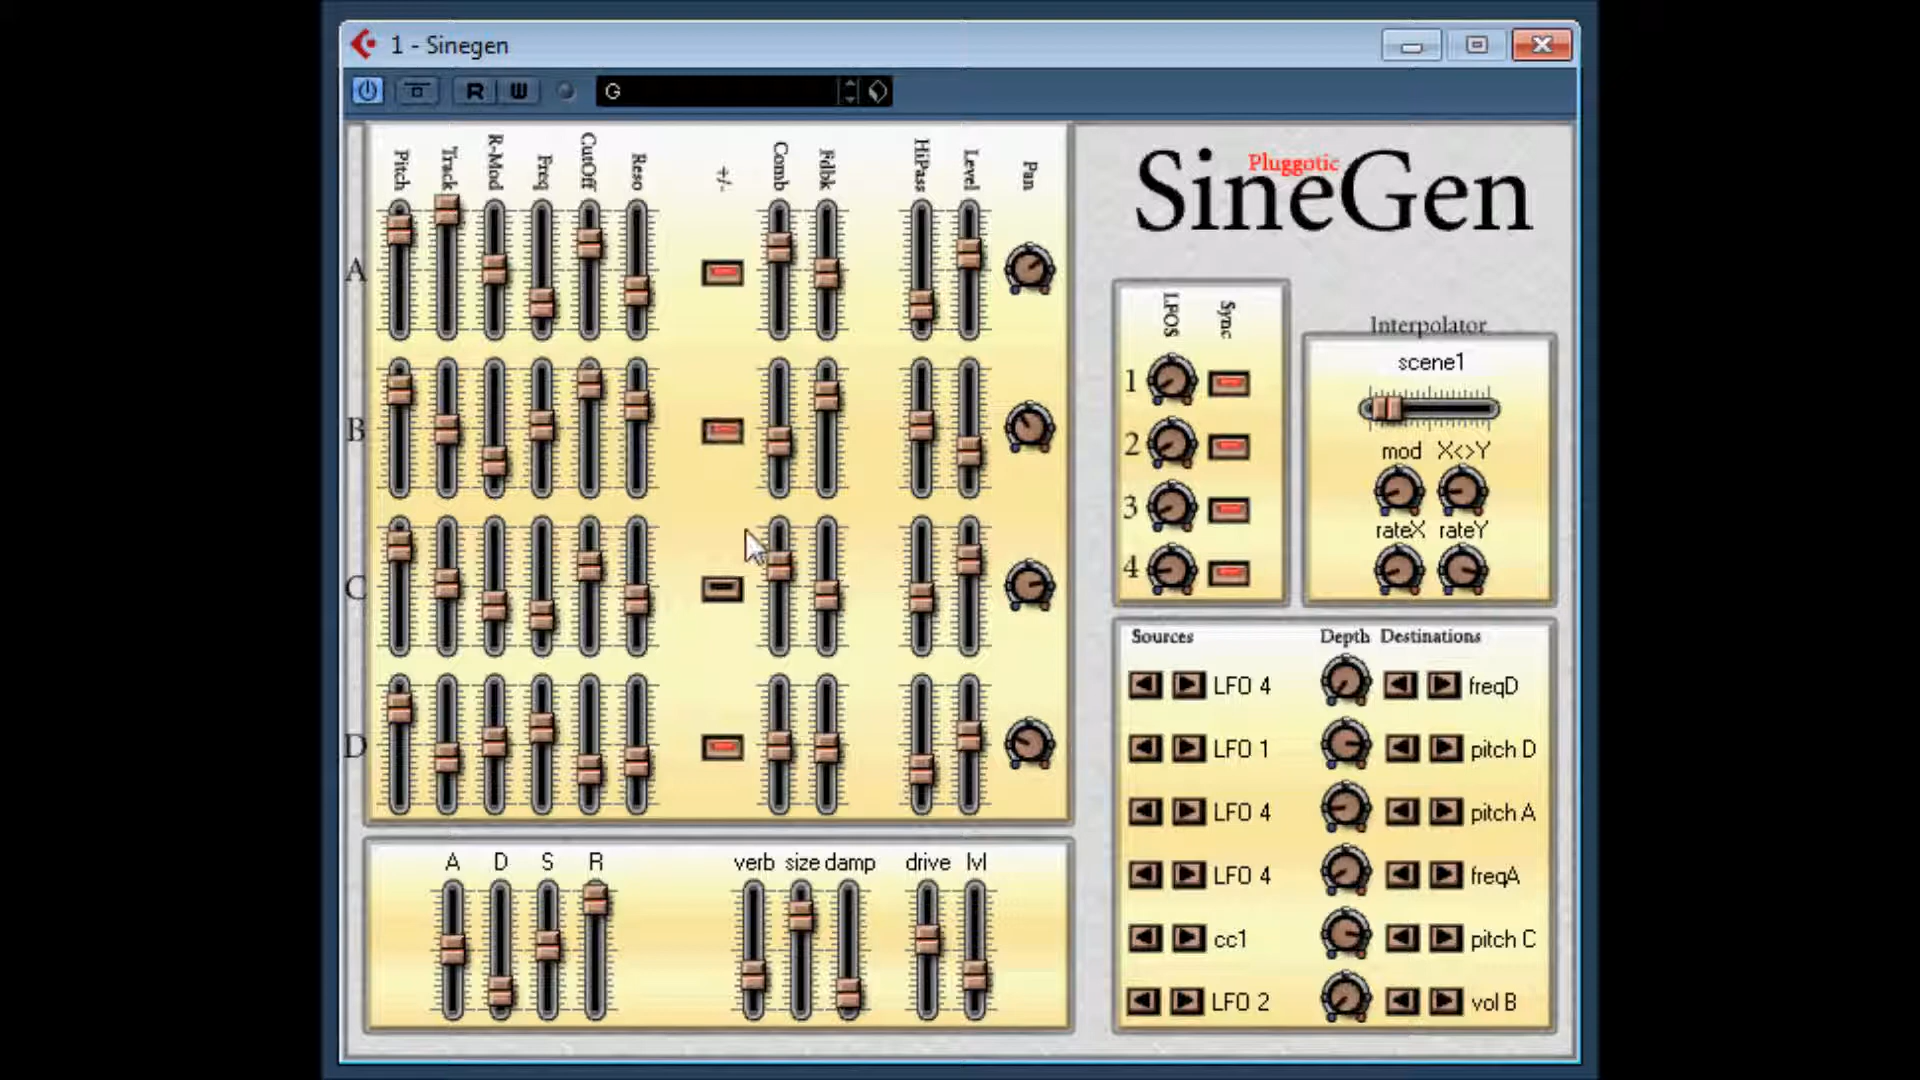 1 - Sinegen
R W G
Pitch Track R-Mod Freq CutOff Reso +/- Comb Fdbk HiPass Level Pan
A
B
C
D
A D S R verb size damp drive lvl
Pluggotic
SineGen
LFOS Sync
1
2
3
4
Interpolator
scene1
mod X<>Y
rateX rateY
Sources Depth Destinations
LFO 4 freqD
LFO 1 pitch D
LFO 4 pitch A
LFO 4 freqA
cc1 pitch C
LFO 2 vol B